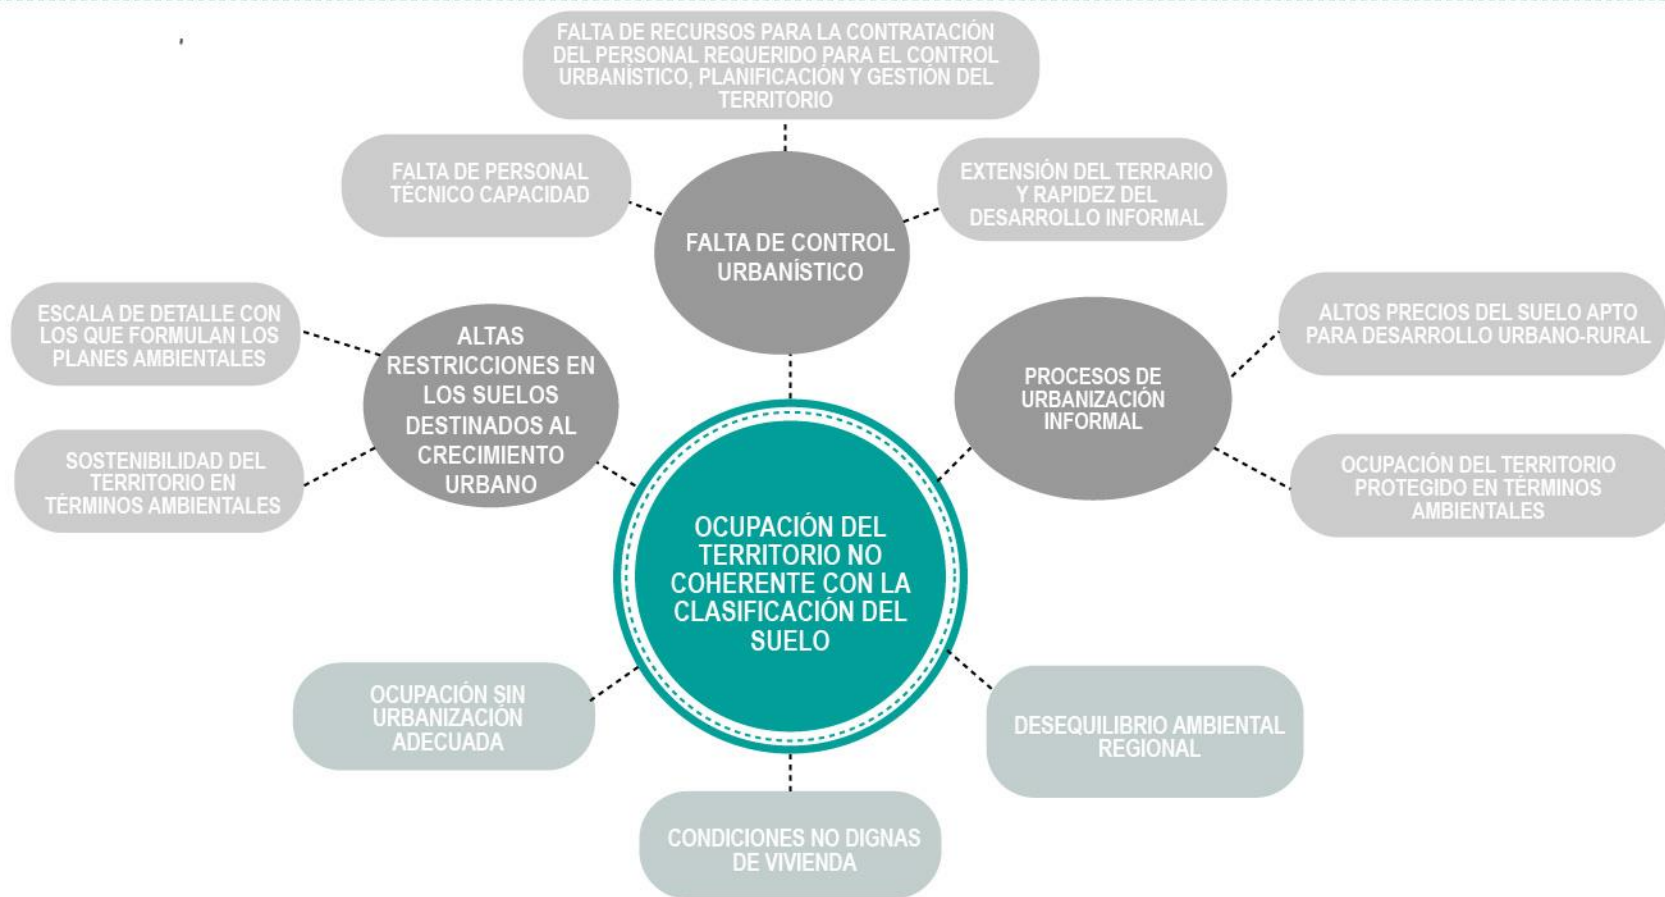 FALTA DE RECURSOS PARA LA CONTRATACIÓN
DEL PERSONAL REQUERIDO PARA EL CONTROL
URBANÍSTICO, PLANIFICACIÓN Y GESTIÓN DEL
TERRITORIO
FALTA DE PERSONAL
TÉCNICO CAPACIDAD
EXTENSIÓN DEL TERRARIO
Y RAPIDEZ DEL
DESARROLLO INFORMAL
FALTA DE CONTROL
URBANÍSTICO
ESCALA DE DETALLE CON
LOS QUE FORMULAN LOS
PLANES AMBIENTALES
ALTAS
RESTRICCIONES EN
LOS SUELOS
DESTINADOS AL
CRECIMIENTO
URBANO
SOSTENIBILIDAD DEL
TERRITORIO EN
TÉRMINOS AMBIENTALES
PROCESOS DE
URBANIZACIÓN
INFORMAL
ALTOS PRECIOS DEL SUELO APTO
PARA DESARROLLO URBANO-RURAL
OCUPACIÓN DEL TERRITORIO
PROTEGIDO EN TÉRMINOS
AMBIENTALES
OCUPACIÓN DEL
TERRITORIO NO
COHERENTE CON LA
CLASIFICACIÓN DEL
SUELO
OCUPACIÓN SIN
URBANIZACIÓN
ADECUADA
CONDICIONES NO DIGNAS
DE VIVIENDA
DESEQUILIBRIO AMBIENTAL
REGIONAL